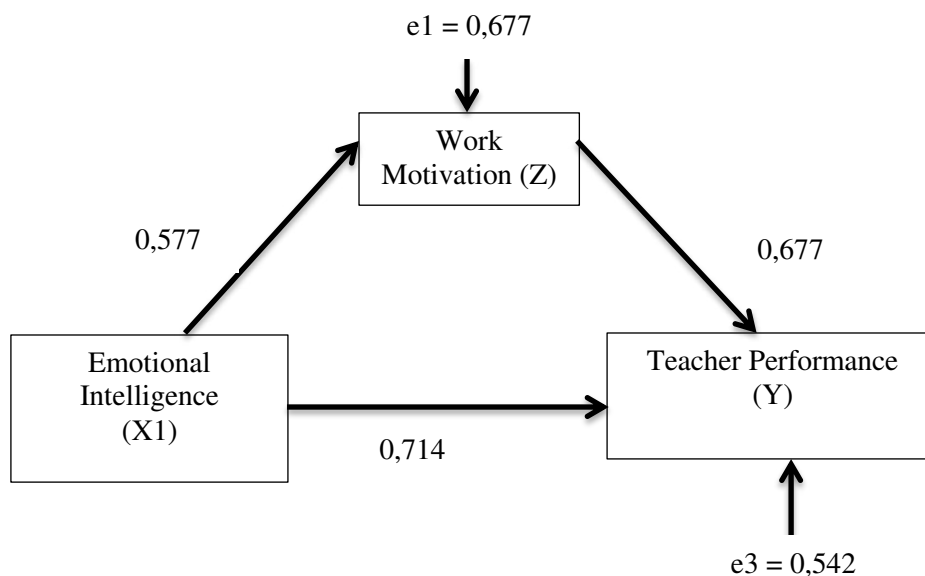 e1 = 0,677
Work
Motivation (Z)
0,577
0,677
Emotional
Intelligence
(X1)
Teacher Performance
(Y)
0,714
e3 = 0,542